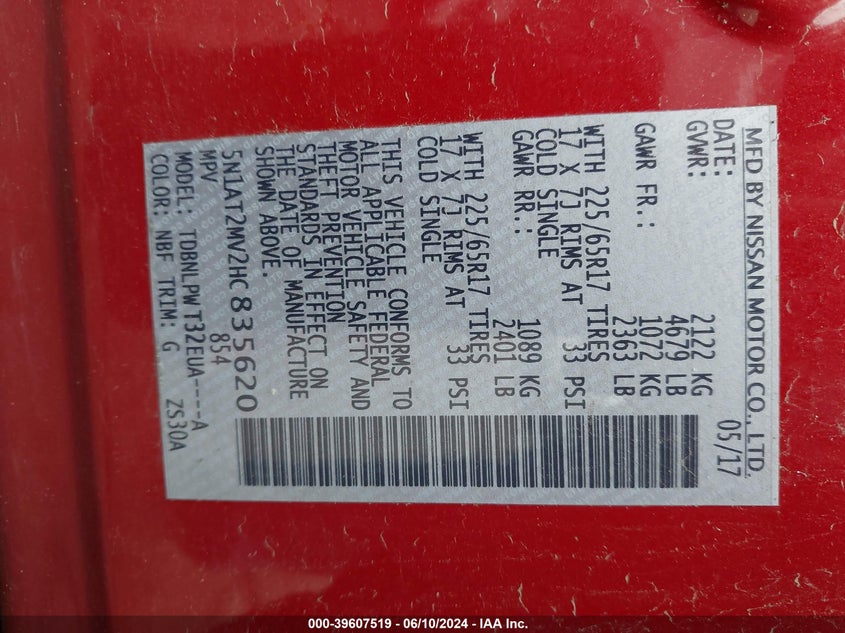 MFD BY NISSAN MOTOR CO., LTD.
DATE: 05/17
GVWR: 2122 KG
4679 LB
GAWR FR.: 1072 KG
2363 LB
WITH 225/65R17 TIRES
17 X 7J RIMS AT 33 PSI
COLD SINGLE
GAWR RR.: 1089 KG
2401 LB
WITH 225/65R17 TIRES
17 X 7J RIMS AT 33 PSI
COLD SINGLE
THIS VEHICLE CONFORMS TO
ALL APPLICABLE FEDERAL
MOTOR VEHICLE SAFETY AND
THEFT PREVENTION
STANDARDS IN EFFECT ON
THE DATE OF MANUFACTURE
SHOWN ABOVE.
5N1AT2MV2HC835620
MPV 854
MODEL: TDBNLPW T32EUA----A
COLOR: NBF TRIM: G ZS30A
000-39607519 - 06/10/2024 - IAA Inc.